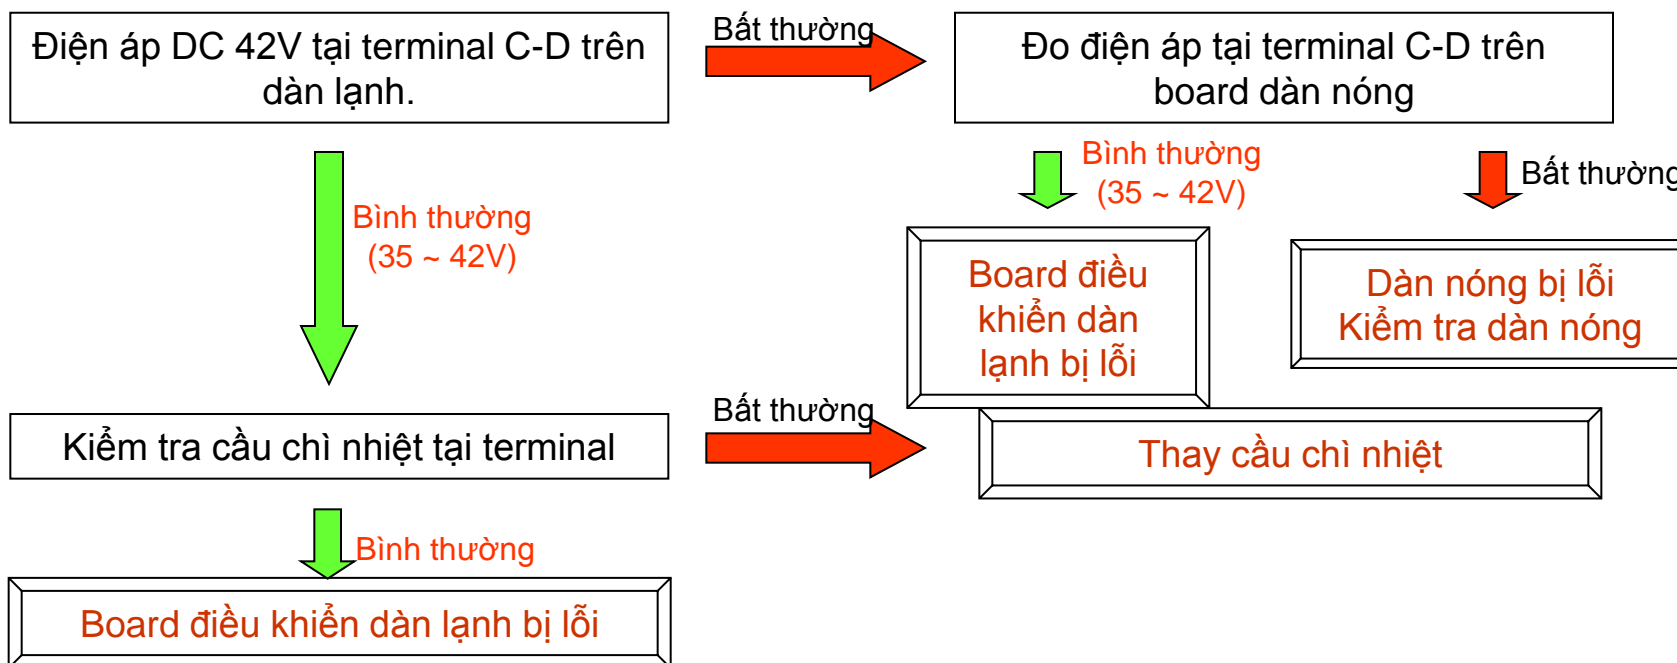 Điện áp DC 42V tại terminal C-D trên
dàn lạnh.
Bất thường
Đo điện áp tại terminal C-D trên
board dàn nóng
Bình thường
(35 ~ 42V)
Bình thường
(35 ~ 42V)
Bất thường
Board điều
khiển dàn
lạnh bị lỗi
Dàn nóng bị lỗi
Kiểm tra dàn nóng
Kiểm tra cầu chì nhiệt tại terminal
Bất thường
Thay cầu chì nhiệt
Bình thường
Board điều khiển dàn lạnh bị lỗi